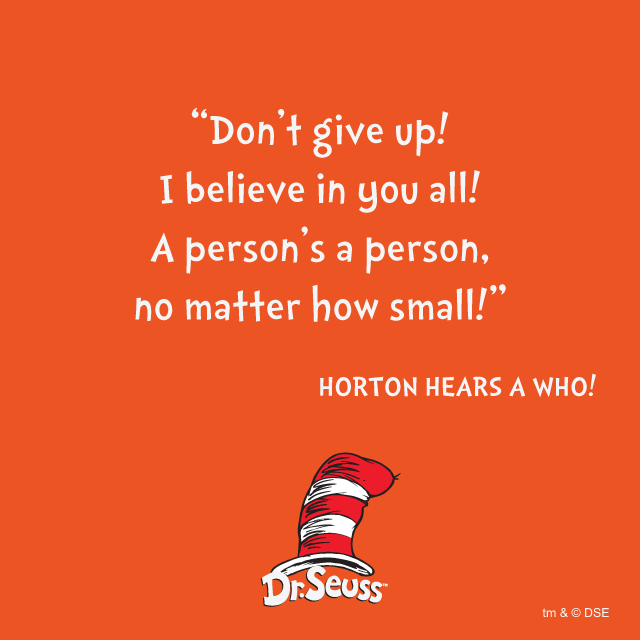 “Don’t give up!
I believe in you all!
A person’s a person,
no matter how small!”
HORTON HEARS A WHO!
Dr. Seuss™
tm & © DSE